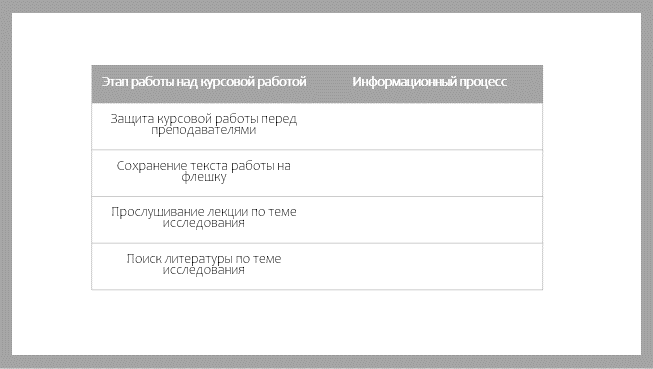 Этап работы над курсовой работой Информационный процесс
Защита курсовой работы перед
преподавателями
Сохранение текста работы на
флешку
Прослушивание лекции по теме
исследования
Поиск литературы по теме
исследования